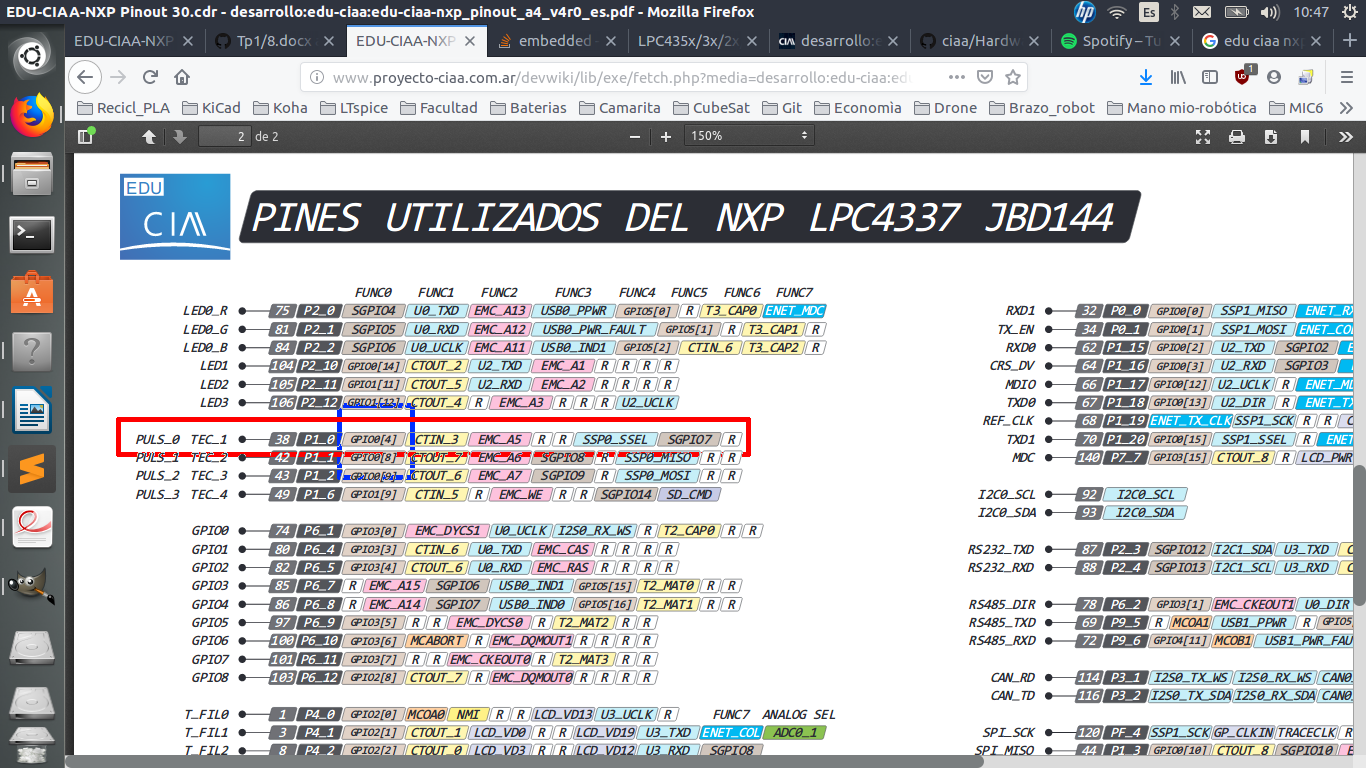 EDU-CIAA-NXP Pinout 30.cdr - desarrollo:edu-ciaa:edu-ciaa-nxp_pinout_a4_v4r0_es.pdf - Mozilla Firefox
Es
10:47
EDU-CIAA-NXP
Tp1/8.docx
EDU-CIAA-NXP
embedded -
LPC435x/3x/2x
desarrollo:e
ciaa/Hardw
Spotify – Tu
edu ciaa nxp
www.proyecto-ciaa.com.ar/devwiki/lib/exe/fetch.php?media=desarrollo:edu-ciaa:edu
1
Recicl_PLA
KiCad
Koha
LTspice
Facultad
Baterias
Camarita
CubeSat
Git
Economìa
Drone
Brazo_robot
Mano mio-robótica
MIC6
2
de 2
150%
EDU
CIAA
PINES UTILIZADOS DEL NXP LPC4337 JBD144
FUNC0 FUNC1 FUNC2 FUNC3 FUNC4 FUNC5 FUNC6 FUNC7
LED0_R 75 P2_0 SGPIO4 U0_TXD EMC_A13 USB0_PPWR GPIO5[0] R T3_CAP0 ENET_MDC
LED0_G 81 P2_1 SGPIO5 U0_RXD EMC_A12 USB0_PWR_FAULT GPIO5[1] R T3_CAP1 R
LED0_B 84 P2_2 SGPIO6 U0_UCLK EMC_A11 USB0_IND1 GPIO5[2] CTIN_6 T3_CAP2 R
LED1 104 P2_10 GPIO0[14] CTOUT_2 U2_TXD EMC_A1 R R R R
LED2 105 P2_11 GPIO1[11] CTOUT_5 U2_RXD EMC_A2 R R R R
LED3 106 P2_12 GPIO1[12] CTOUT_4 R EMC_A3 R R R U2_UCLK
PULS_0 TEC_1 38 P1_0 GPIO0[4] CTIN_3 EMC_A5 R R SSP0_SSEL SGPIO7 R
PULS_1 TEC_2 42 P1_1 GPIO0[8] CTOUT_7 EMC_A6 SGPIO8 R SSP0_MISO R R
PULS_2 TEC_3 43 P1_2 GPIO0[9] CTOUT_6 EMC_A7 SGPIO9 R SSP0_MOSI R R
PULS_3 TEC_4 49 P1_6 GPIO1[9] CTIN_5 R EMC_WE R R SGPIO14 SD_CMD
GPIO0 74 P6_1 GPIO3[0] EMC_DYCS1 U0_UCLK I2S0_RX_WS R T2_CAP0 R R
GPIO1 80 P6_4 GPIO3[3] CTIN_6 U0_TXD EMC_CAS R R R R
GPIO2 82 P6_5 GPIO3[4] CTOUT_6 U0_RXD EMC_RAS R R R R
GPIO3 85 P6_7 R EMC_A15 SGPIO6 USB0_IND1 GPIO5[15] T2_MAT0 R R
GPIO4 86 P6_8 R EMC_A14 SGPIO7 USB0_IND0 GPIO5[16] T2_MAT1 R R
GPIO5 97 P6_9 GPIO3[5] R R EMC_DYCS0 R T2_MAT2 R R
GPIO6 100 P6_10 GPIO3[6] MCABORT R EMC_DQMOUT1 R R R R
GPIO7 101 P6_11 GPIO3[7] R R EMC_CKEOUT0 R T2_MAT3 R R
GPIO8 103 P6_12 GPIO2[8] CTOUT_7 R EMC_DQMOUT0 R R R R
T_FIL0 1 P4_0 GPIO2[0] MCOA0 NMI R R LCD_VD13 U3_UCLK R
FUNC7 ANALOG SEL
T_FIL1 3 P4_1 GPIO2[1] CTOUT_1 LCD_VD0 R R LCD_VD19 U3_TXD ENET_COL ADC0_1
T_FIL2 8 P4_2 GPIO2[2] CTOUT_0 LCD_VD3 R R LCD_VD12 U3_RXD SGPIO8
RXD1 32 P0_0 GPIO0[0] SSP1_MISO ENET_RX
TX_EN 34 P0_1 GPIO0[1] SSP1_MOSI ENET_COL
RXD0 62 P1_15 GPIO0[2] U2_TXD SGPIO2
CRS_DV 64 P1_16 GPIO0[3] U2_RXD SGPIO3
MDIO 66 P1_17 GPIO0[12] U2_UCLK R ENET_MD
TXD0 67 P1_18 GPIO0[13] U2_DIR R ENET
REF_CLK 68 P1_19 ENET_TX_CLK SSP1_SCK R R
TXD1 70 P1_20 GPIO0[15] SSP1_SSEL R ENET
MDC 140 P7_7 GPIO3[15] CTOUT_8 R LCD_PWR
I2C0_SCL 92 I2C0_SCL
I2C0_SDA 93 I2C0_SDA
RS232_TXD 87 P2_3 SGPIO12 I2C1_SDA U3_TXD
RS232_RXD 88 P2_4 SGPIO13 I2C1_SCL U3_RXD
RS485_DIR 78 P6_2 GPIO3[1] EMC_CKEOUT1 U0_DIR
RS485_TXD 69 P9_5 R MCOA1 USB1_PPWR R GPIO5
RS485_RXD 72 P9_6 GPIO4[11] MCOB1 USB1_PWR_FAU
CAN_RD 114 P3_1 I2S0_TX_WS I2S0_RX_WS CAN0
CAN_TD 116 P3_2 I2S0_TX_SDA I2S0_RX_SDA CAN0
SPI_SCK 120 PF_4 SSP1_SCK GP_CLKIN TRACECLK R R
SPI_MISO 44 P1_3 GPIO0[10] CTOUT_8 SGPIO10